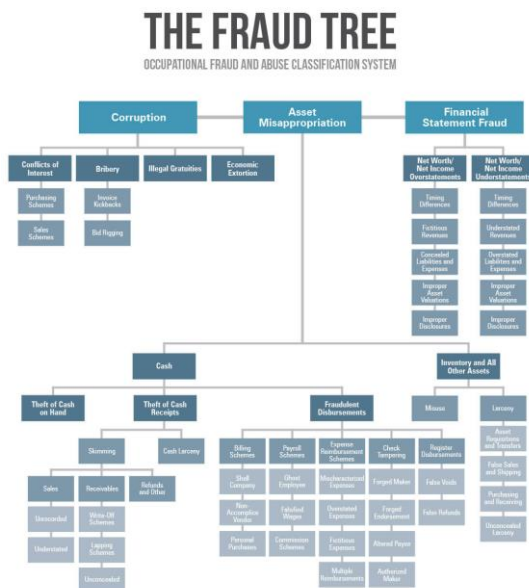 THE FRAUD TREE
OCCUPATIONAL FRAUD AND ABUSE CLASSIFICATION SYSTEM
Corruption
Asset
Misappropriation
Financial
Statement Fraud
Conflicts of
Interest
Bribery
Illegal Gratuities
Economic
Extortion
Net Worth/
Net Income
Overstatements
Net Worth/
Net Income
Understatements
Purchasing
Schemes
Sales
Schemes
Invoice
Kickbacks
Bid Rigging
Timing
Differences
Fictitious
Revenues
Concealed
Liabilities and
Expenses
Improper
Asset
Valuations
Improper
Disclosures
Timing
Differences
Understated
Revenues
Overstated
Liabilities and
Expenses
Improper
Asset
Valuations
Improper
Disclosures
Cash
Inventory and All
Other Assets
Theft of Cash
on Hand
Theft of Cash
Receipts
Fraudulent
Disbursements
Misuse
Larceny
Skimming
Cash Larceny
Sales
Receivables
Refunds
and Other
Unrecorded
Understated
Write-Off
Schemes
Lapping
Schemes
Unconcealed
Billing
Schemes
Shell
Company
Non-
Accomplice
Vendor
Personal
Purchases
Payroll
Schemes
Ghost
Employee
Falsified
Wages
Commission
Schemes
Expense
Reimbursement
Schemes
Mischaracterized
Expenses
Overstated
Expenses
Fictitious
Expenses
Multiple
Reimbursements
Check
Tampering
Forged Maker
Forged
Endorsement
Altered Payee
Authorized
Maker
Register
Disbursements
False Voids
False Refunds
Asset
Requisitions and
Transfers
False Sales
and Shipping
Purchasing and
Receiving
Unconcealed
Larceny